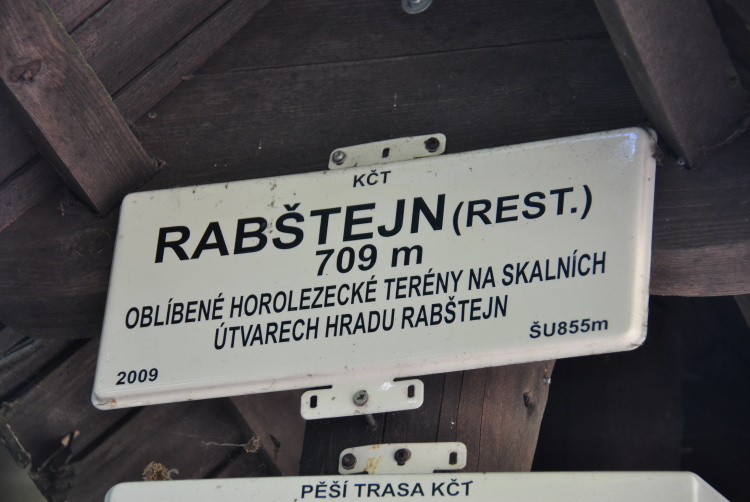 KČT
RABŠTEJN (REST.)
709 m
OBLÍBENÉ HOROLEZECKÉ TERÉNY NA SKALNÍCH
ÚTVARECH HRADU RABŠTEJN
2009 ŠU855m
PĚŠÍ TRASA KČT